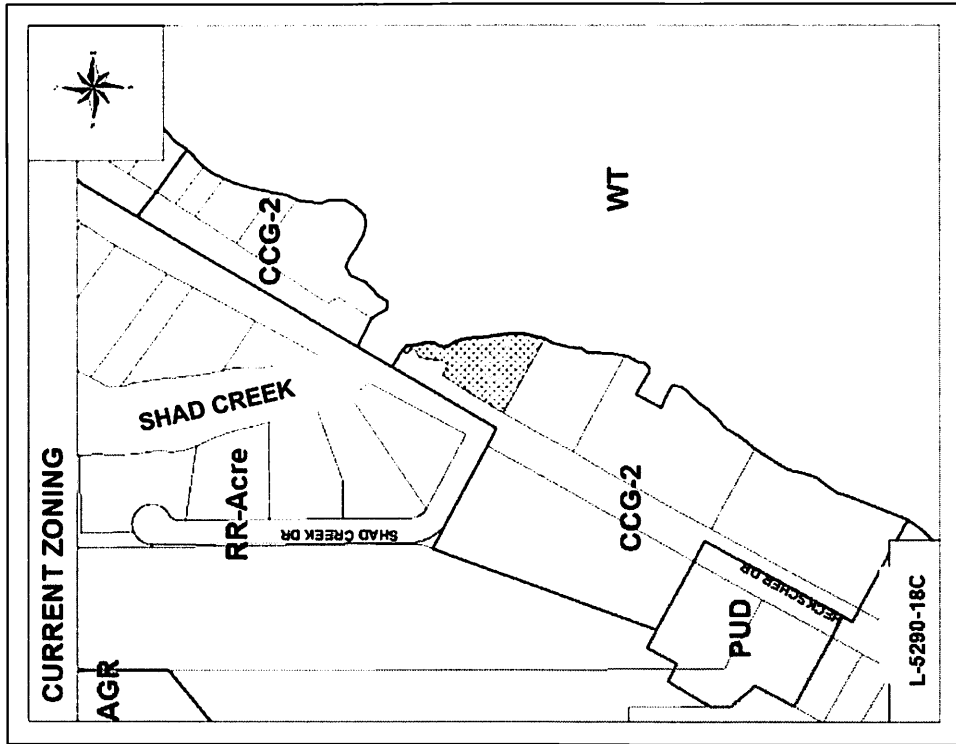 CURRENT ZONING
AGR
SHAD CREEK
RR-Acre
SHAD CREEK DR
CCG-2
WT
CCG-2
HECKSCHER DR
PUD
L-5290-18C